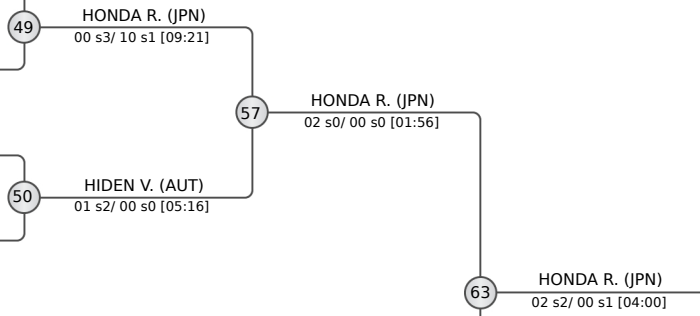 49
HONDA R. (JPN)
00 s3/ 10 s1 [09:21]
57
HONDA R. (JPN)
02 s0/ 00 s0 [01:56]
50
HIDEN V. (AUT)
01 s2/ 00 s0 [05:16]
63
HONDA R. (JPN)
02 s2/ 00 s1 [04:00]